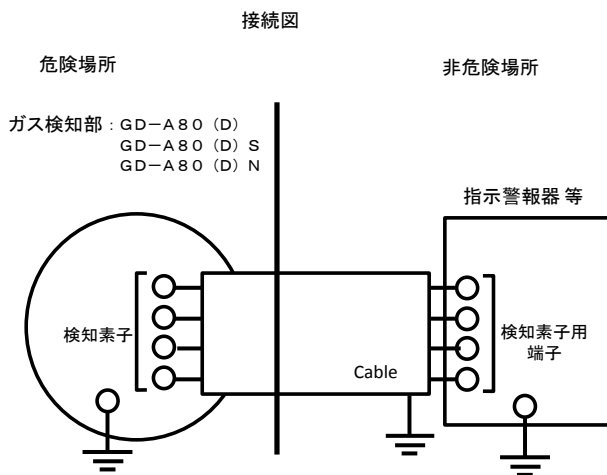 接続図
危険場所
非危険場所
ガス検知部：GD－A80（D）
GD－A80（D）S
GD－A80（D）N
指示警報器 等
検知素子
検知素子用
端子
Cable